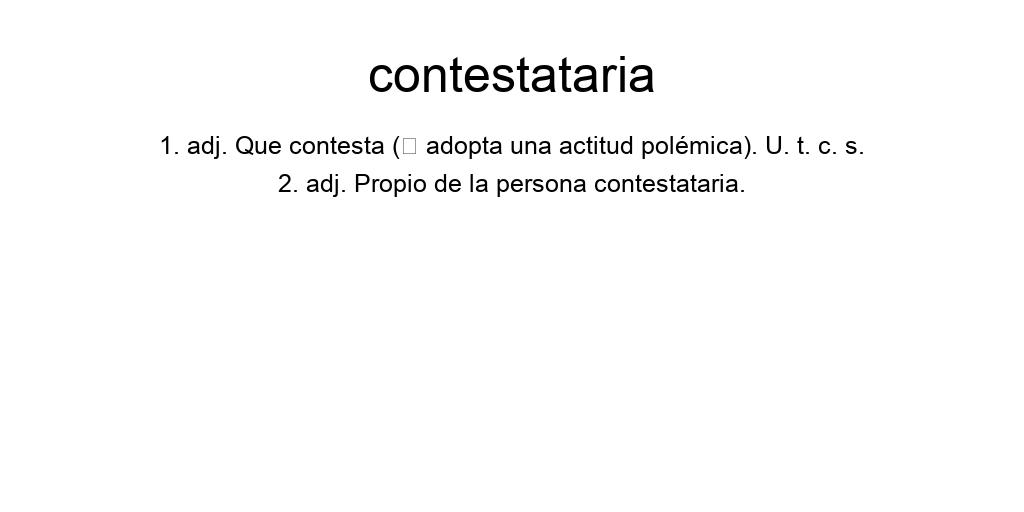 contestataria
1. adj. Que contesta (□ adopta una actitud polémica). U. t. c. s.
2. adj. Propio de la persona contestataria.